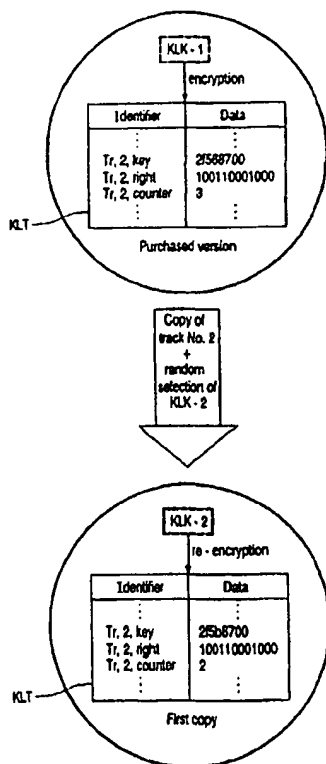 KLK - 1
encryption
Identifier Data
Tr, 2, key 2f568700
Tr, 2, right 100110001000
Tr, 2, counter 3
KLT
Purchased version
Copy of
track No. 2
+
random
selection of
KLK - 2
KLK - 2
re - encryption
Identifier Data
Tr, 2, key 2f5b8700
Tr, 2, right 100110001000
Tr, 2, counter 2
KLT
First copy